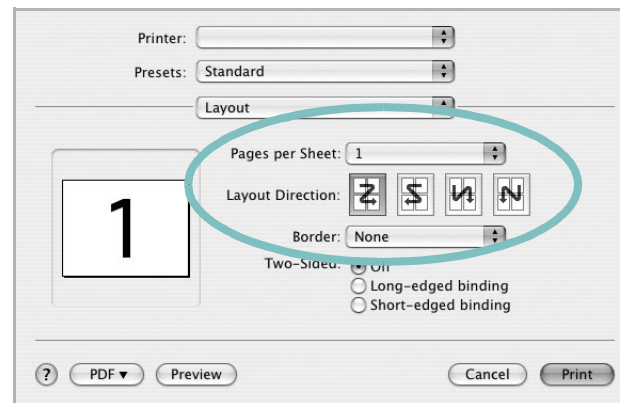 Printer:
Presets: Standard
Layout
Pages per Sheet: 1
Layout Direction:
1
Border: None
Two-Sided: Off
Long-edged binding
Short-edged binding
? PDF▼ Preview Cancel Print